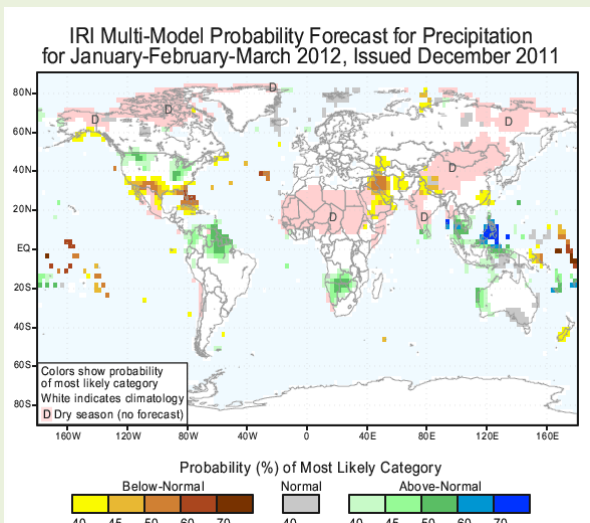 IRI Multi-Model Probability Forecast for Precipitation
for January-February-March 2012, Issued December 2011
80N
60N
40N
20N
EQ
20S
40S
60S
80S
D
D
D
D
D
D
D
Colors show probability
of most likely category
White indicates climatology
D Dry season (no forecast)
160W 120W 80W 40W 0 40E 80E 120E 160E
Probability (%) of Most Likely Category
Below-Normal Normal Above-Normal
40 45 50 60 70 40 40 45 50 60 70